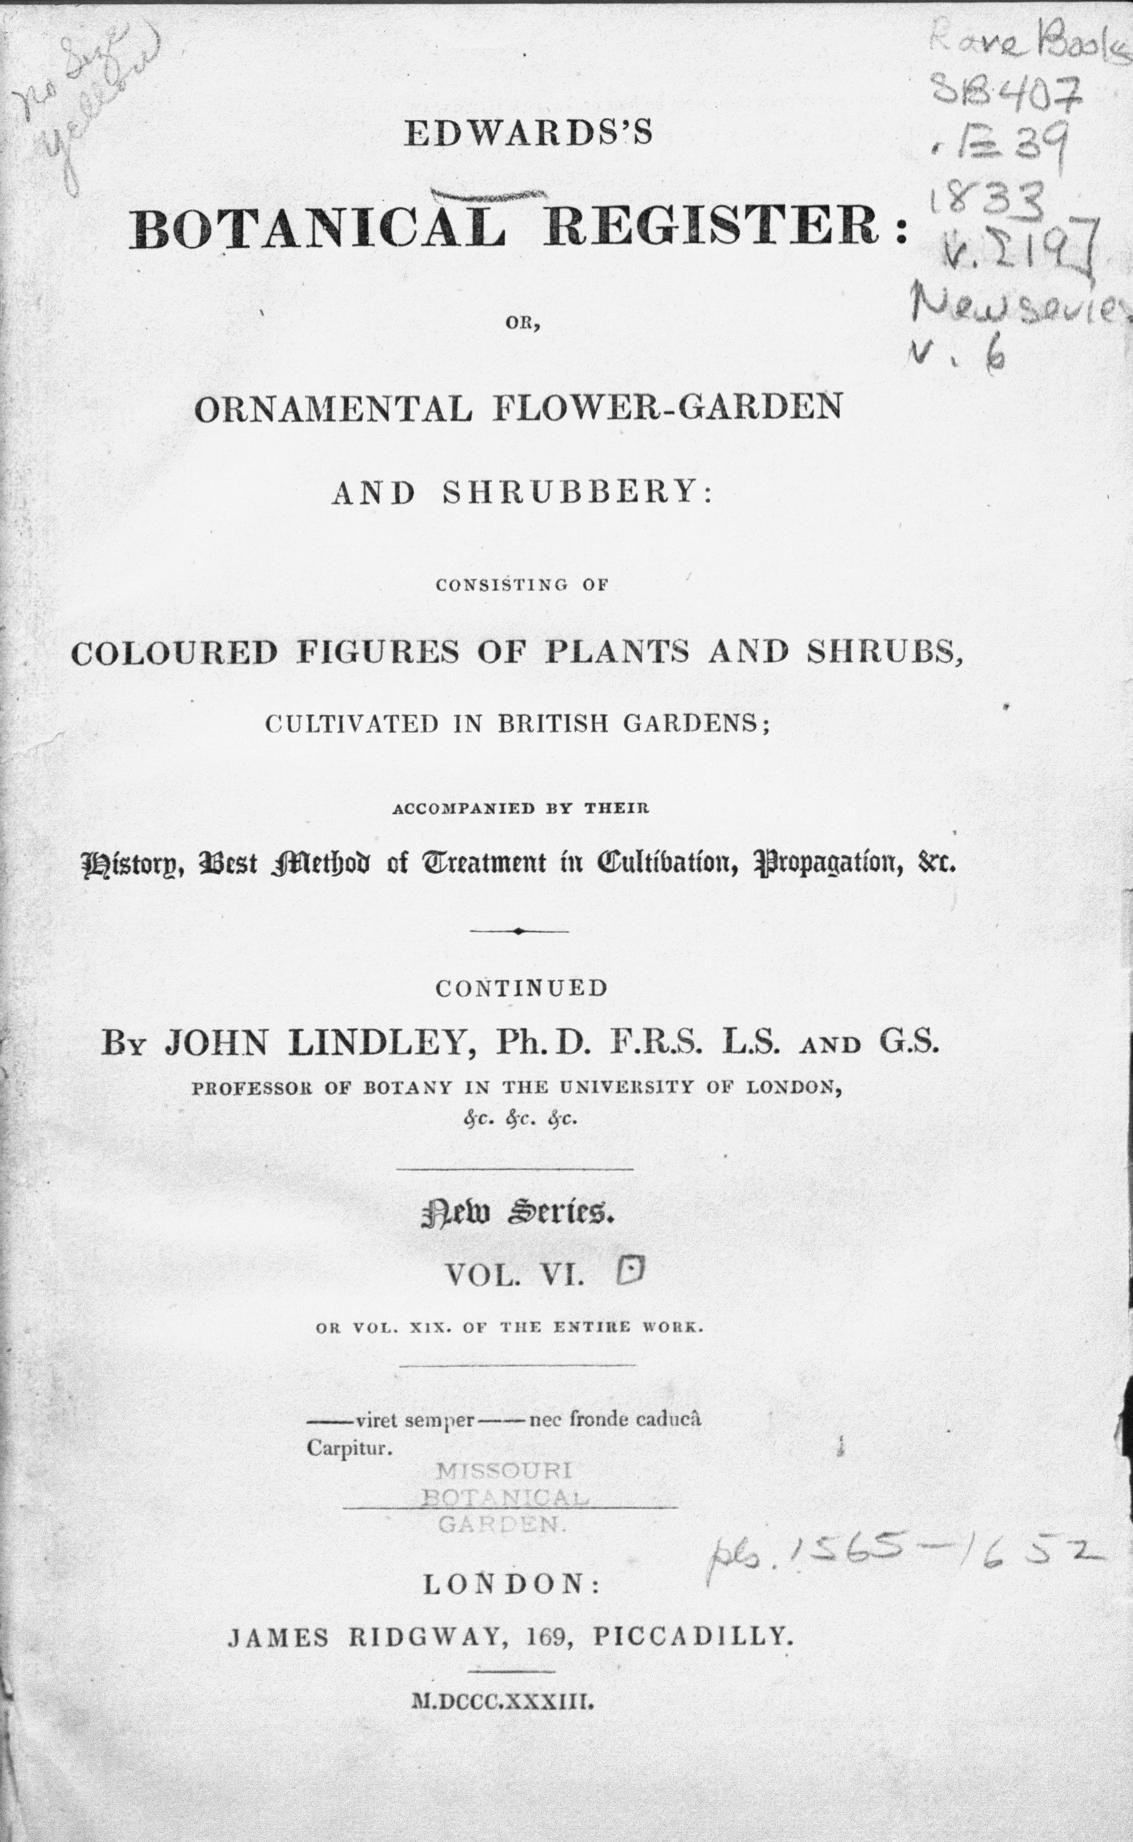 no Size
yellow
Rare Books
SB407
.E39
1833
v.[19]
New series
v. 6
EDWARDS'S
BOTANICAL REGISTER:
OR,
ORNAMENTAL FLOWER-GARDEN
AND SHRUBBERY:
CONSISTING OF
COLOURED FIGURES OF PLANTS AND SHRUBS,
CULTIVATED IN BRITISH GARDENS;
ACCOMPANIED BY THEIR
History, Best Method of Treatment in Cultivation, Propagation, &c.
CONTINUED
BY JOHN LINDLEY, Ph. D. F.R.S. L.S. AND G.S.
PROFESSOR OF BOTANY IN THE UNIVERSITY OF LONDON,
&c. &c. &c.
New Series.
VOL. VI.
OR VOL. XIX. OF THE ENTIRE WORK.
——viret semper——nec fronde caducâ
Carpitur.
MISSOURI
BOTANICAL
GARDEN.
pls. 1565-1652
LONDON:
JAMES RIDGWAY, 169, PICCADILLY.
M.DCCC.XXXIII.